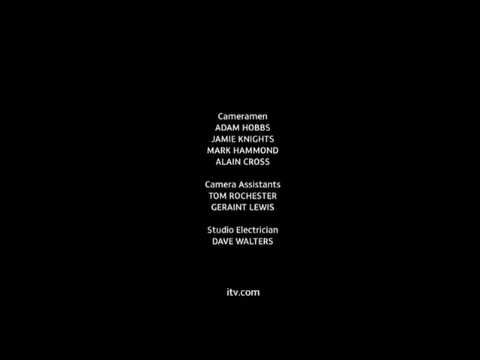 Cameramen
ADAM HOBBS
JAMIE KNIGHTS
MARK HAMMOND
ALAIN CROSS
Camera Assistants
TOM ROCHESTER
GERAINT LEWIS
Studio Electrician
DAVE WALTERS
itv.com